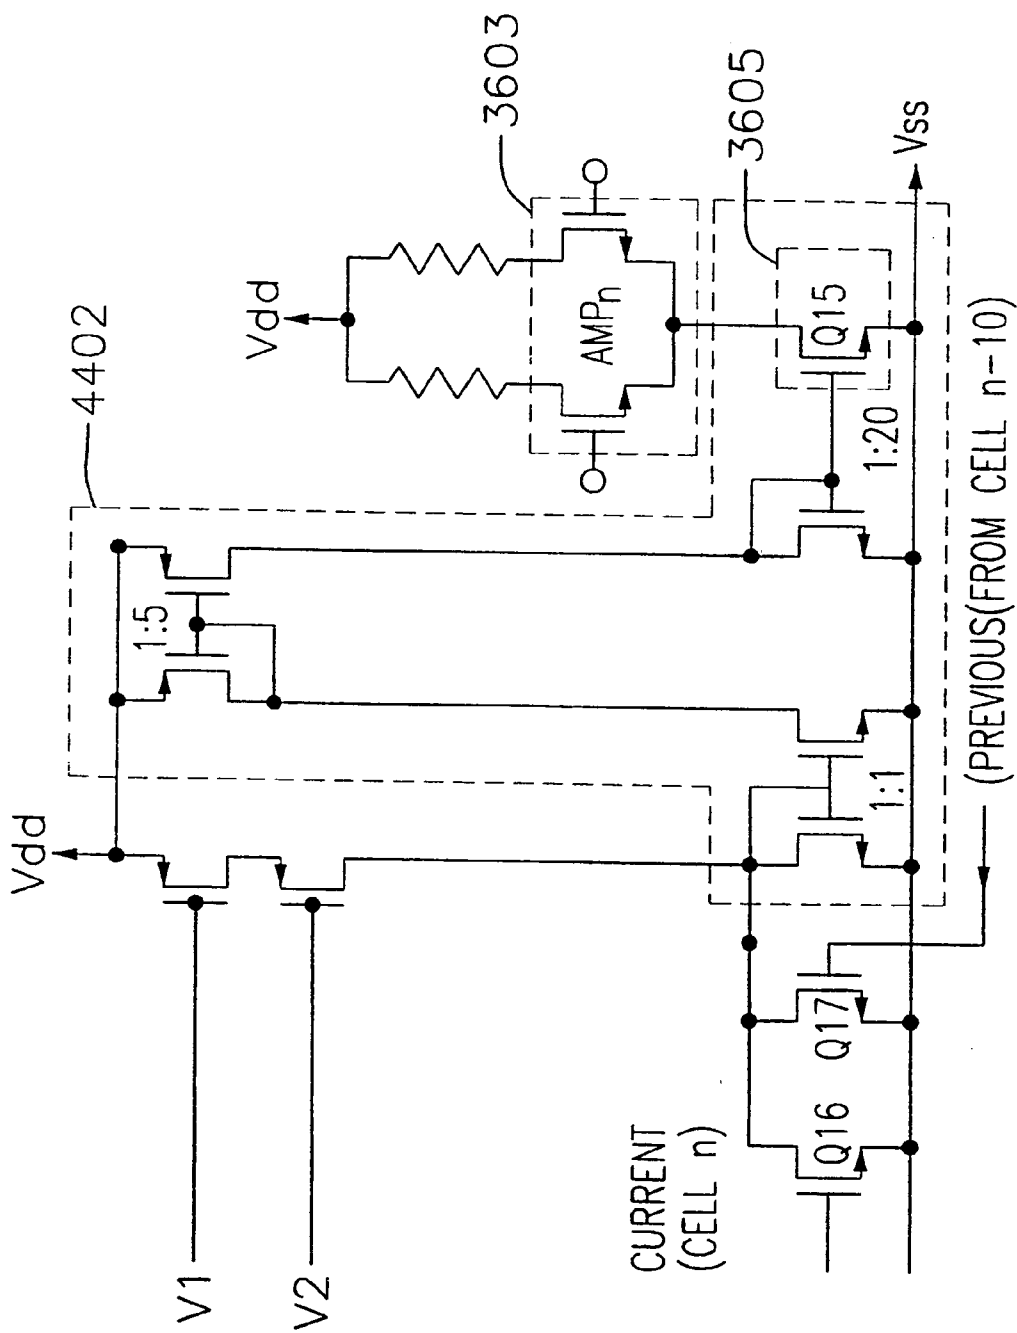 3603
3605
4402
Vdd
AMPn
Q15
Vss
1:20
1:5
Vdd
1:1
(PREVIOUS(FROM CELL n-10)
Q17
Q16
CURRENT
(CELL n)
V1
V2